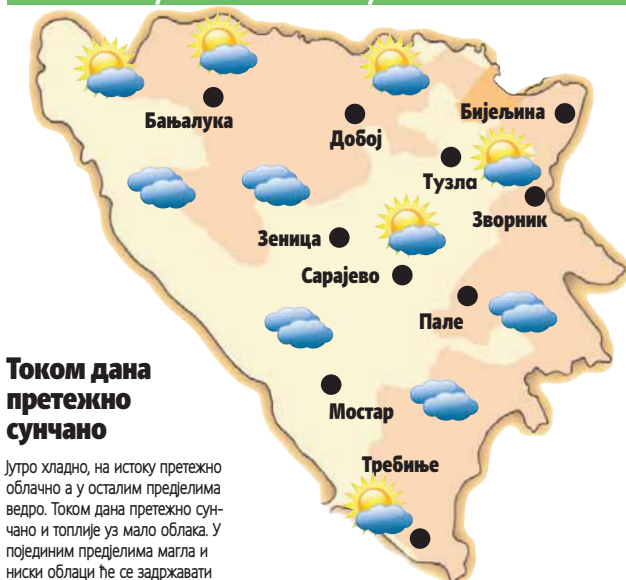 Бањалука
Добој
Бијељина
Тузла
Зворник
Зеница
Сарајево
Пале
Мостар
Требиње
Током дана
претежно
сунчано
Јутро хладно, на истоку претежно
облачно а у осталим предјелима
ведро. Током дана претежно сун-
чано и топлије уз мало облака. У
појединим предјелима магла и
ниски облаци ће се задржавати